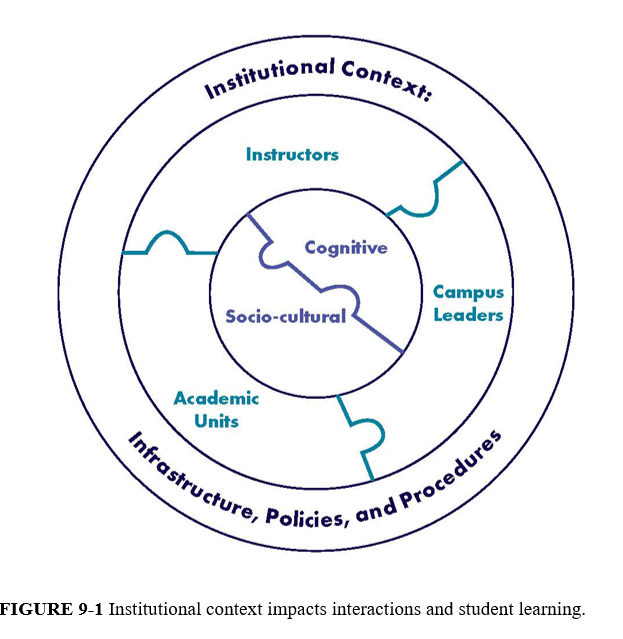 Institutional Context:
Instructors
Cognitive
Campus
Leaders
Socio-cultural
Academic
Units
Infrastructure, Policies, and Procedures
FIGURE 9-1 Institutional context impacts interactions and student learning.